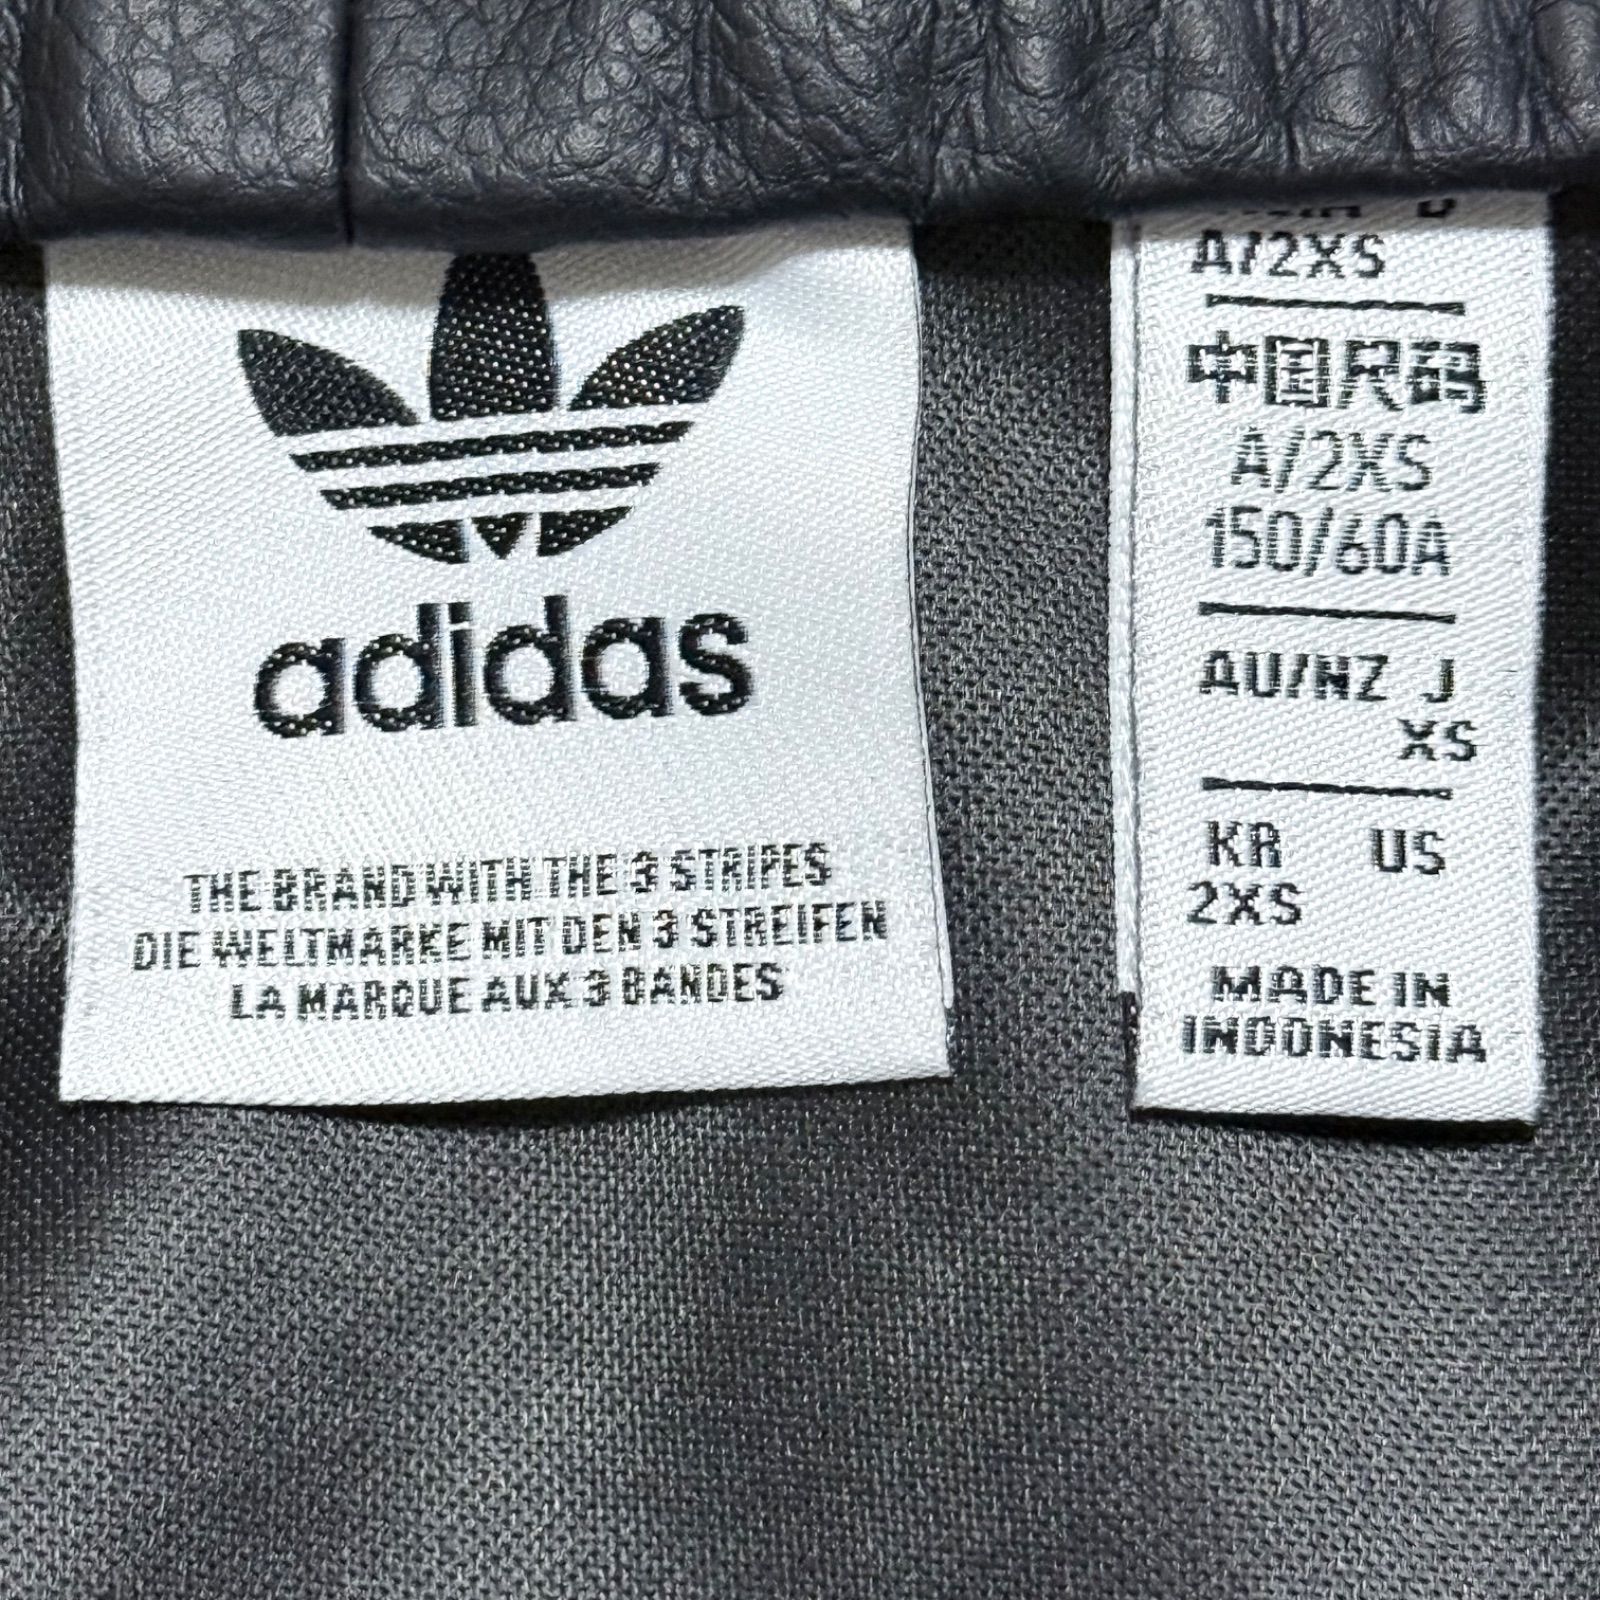 adidas
THE BRAND WITH THE 3 STRIPES
DIE WELTMARKE MIT DEN 3 STREIFEN
LA MARQUE AUX 3 BANDES
A/2XS
中国尺码
A/2XS
150/60A
AU/NZ J
XS
KR US
2XS
MADE IN
INDONESIA